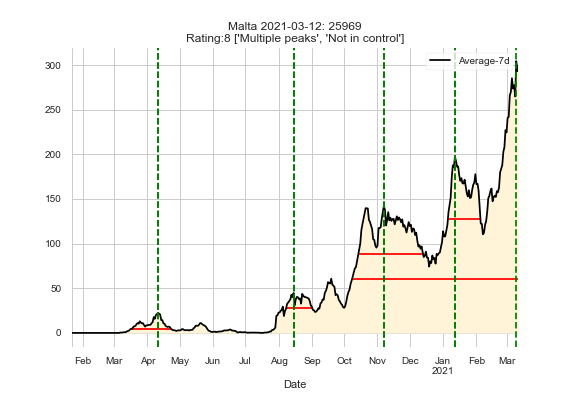 Malta 2021-03-12: 25969
Rating:8 ['Multiple peaks', 'Not in control']
Average-7d
300
250
200
150
100
50
0
Feb Mar Apr May Jun Jul Aug Sep Oct Nov Dec Jan Feb Mar
2021
Date